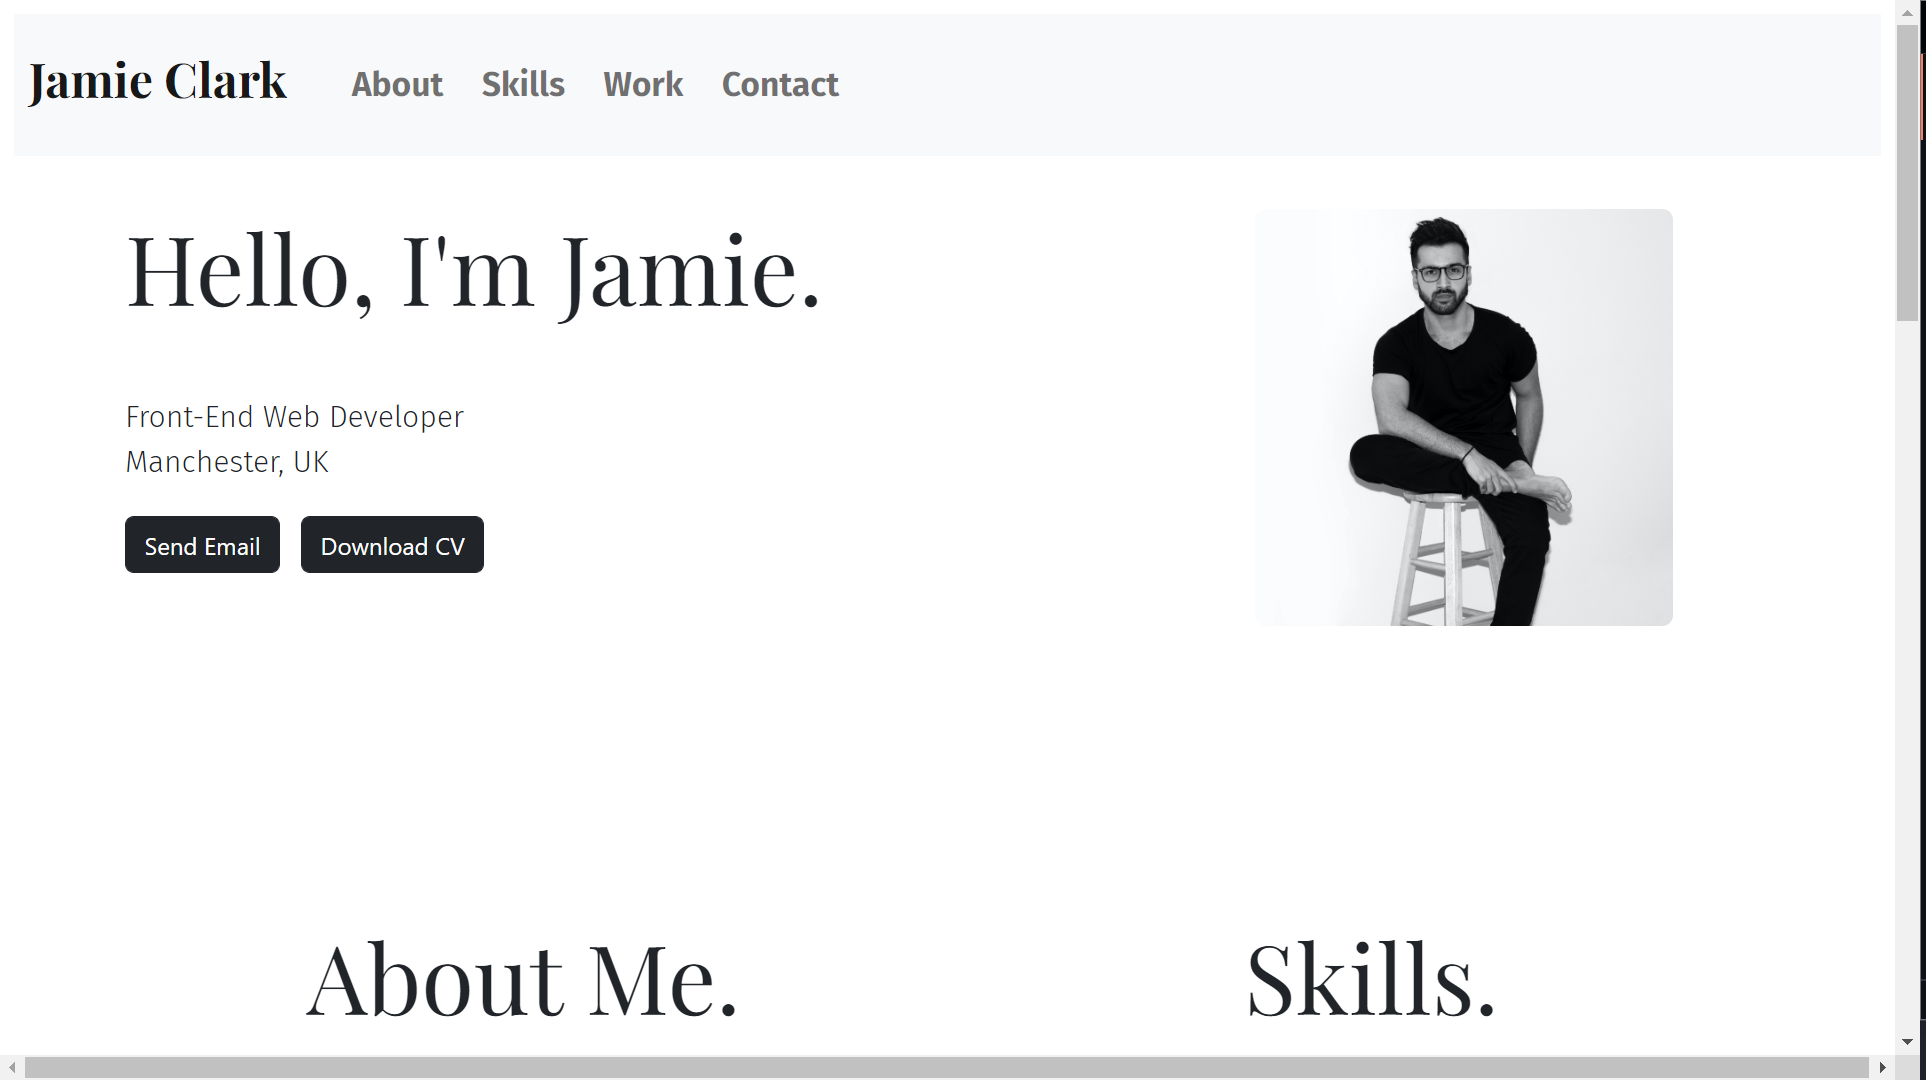 Jamie Clark About Skills Work Contact
Hello, I'm Jamie.
Front-End Web Developer
Manchester, UK
Send Email Download CV
About Me. Skills.